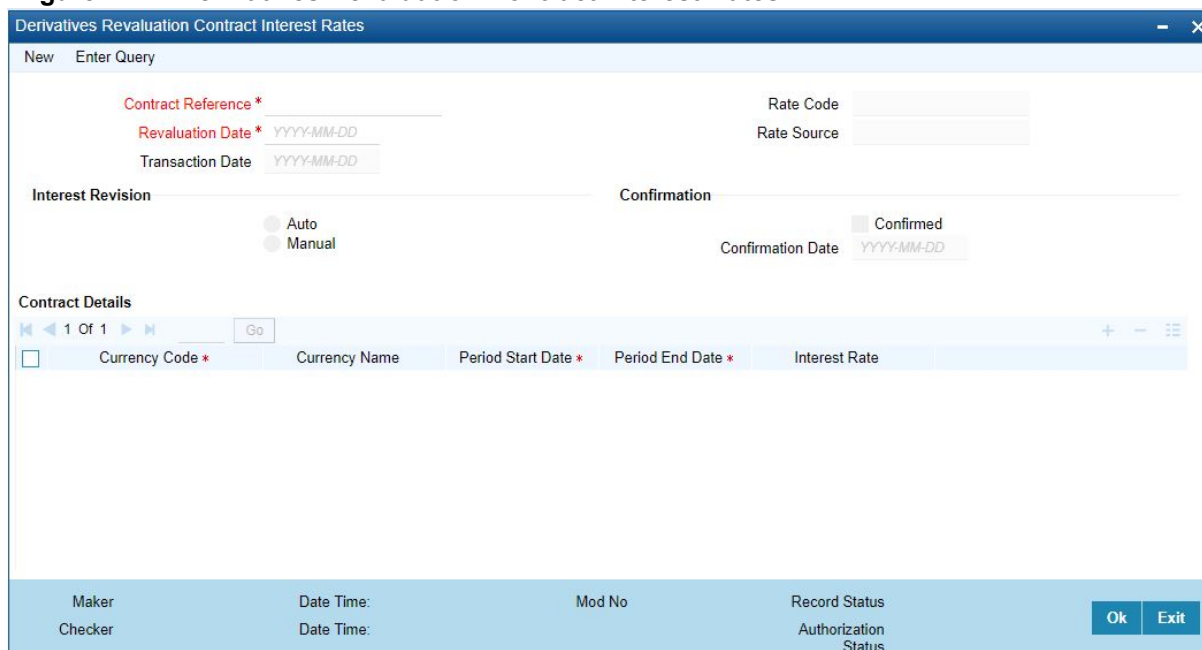 Derivatives Revaluation Contract Interest Rates
New Enter Query
Contract Reference *
Rate Code
Revaluation Date * YYYY-MM-DD
Rate Source
Transaction Date YYYY-MM-DD
Interest Revision
Confirmation
Auto
Confirmed
Manual
Confirmation Date YYYY-MM-DD
Contract Details
1 Of 1 Go
Currency Code * Currency Name Period Start Date * Period End Date * Interest Rate
Maker Date Time: Mod No Record Status
Ok Exit
Checker Date Time: Authorization
Status